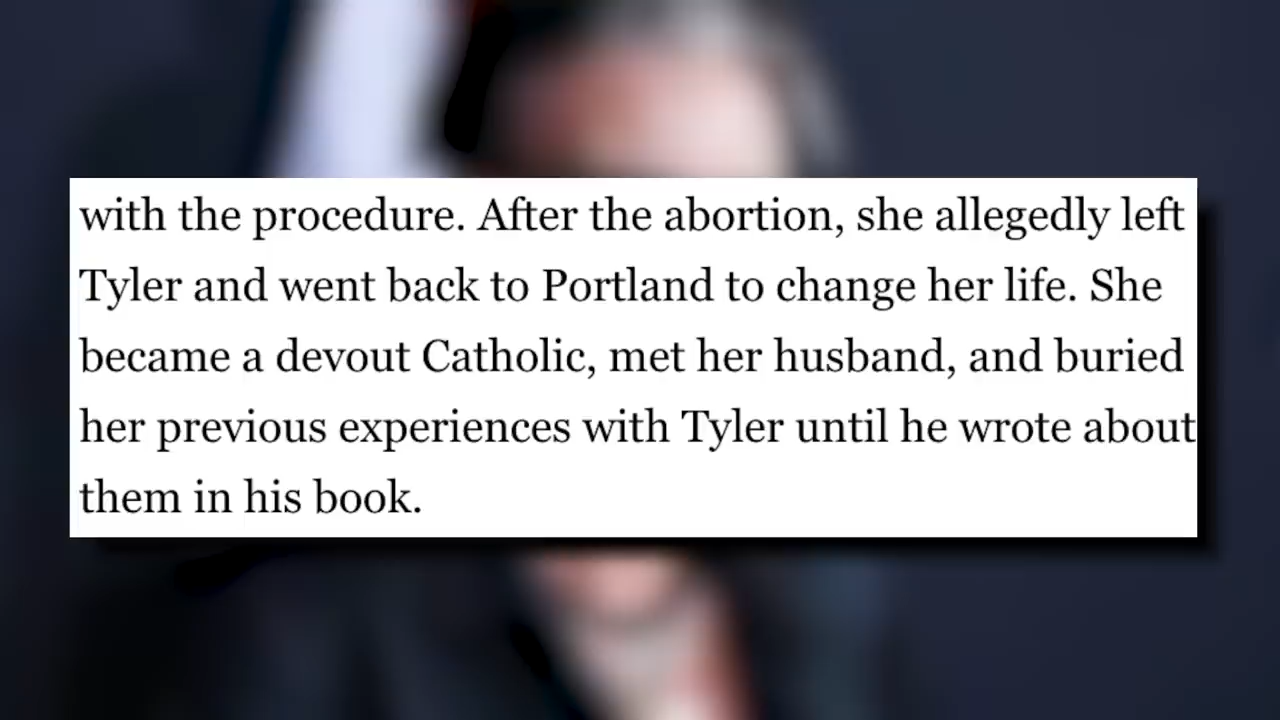 with the procedure. After the abortion, she allegedly left
Tyler and went back to Portland to change her life. She
became a devout Catholic, met her husband, and buried
her previous experiences with Tyler until he wrote about
them in his book.